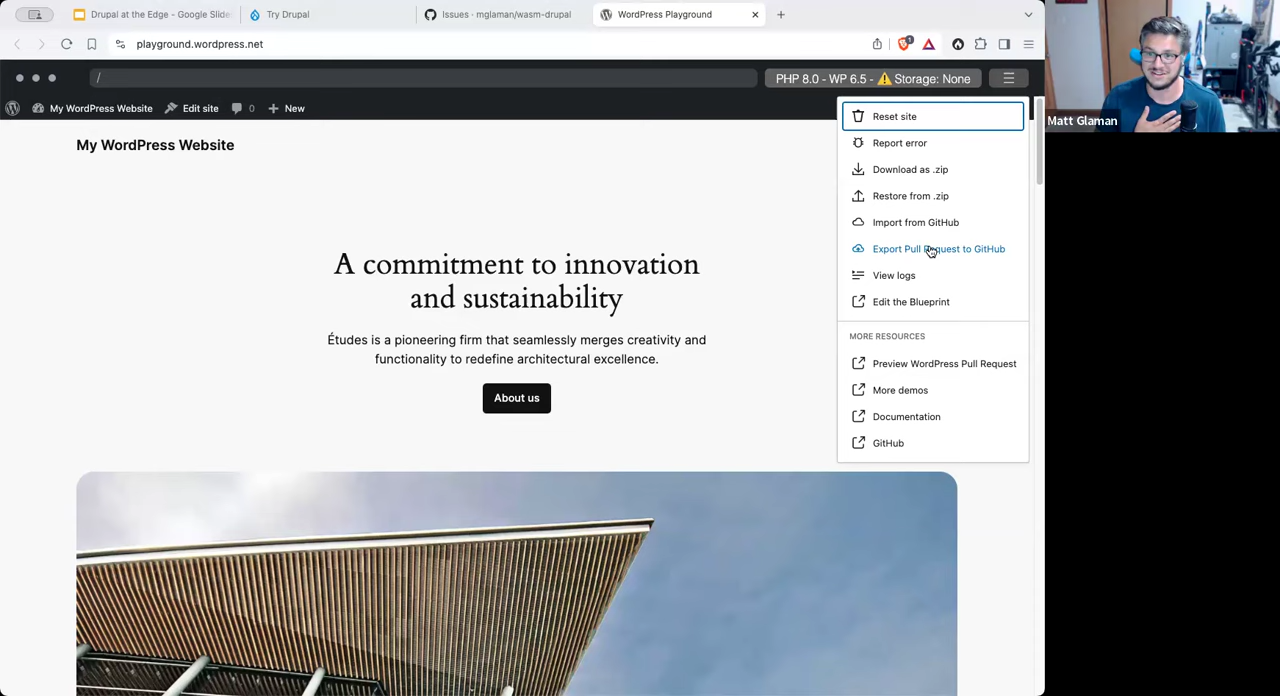 Drupal at the Edge - Google Slide
Try Drupal
Issues · mglaman/wasm-drupal
WordPress Playground
playground.wordpress.net
1
/
PHP 8.0 - WP 6.5 - ⚠️ Storage: None
My WordPress Website
Edit site
0
New
My WordPress Website
A commitment to innovation
and sustainability
Études is a pioneering firm that seamlessly merges creativity and
functionality to redefine architectural excellence.
About us
Reset site
Report error
Download as .zip
Restore from .zip
Import from GitHub
Export Pull Request to GitHub
View logs
Edit the Blueprint
MORE RESOURCES
Preview WordPress Pull Request
More demos
Documentation
GitHub
Matt Glaman